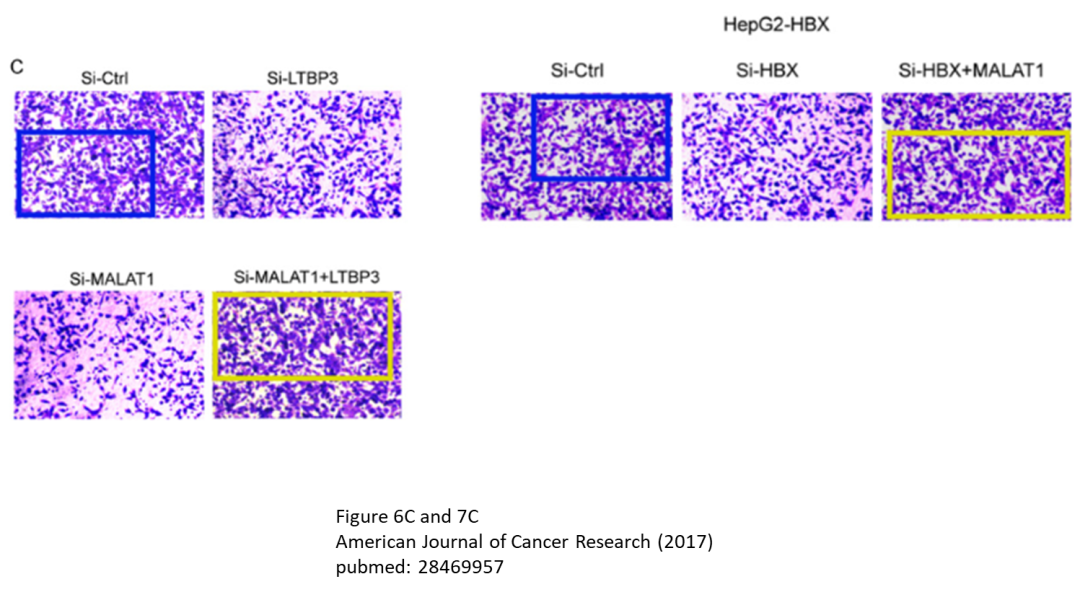 HepG2-HBX
C
Si-Ctrl
Si-LTBP3
Si-Ctrl
Si-HBX
Si-HBX+MALAT1
Si-MALAT1
Si-MALAT1+LTBP3
Figure 6C and 7C
American Journal of Cancer Research (2017)
pubmed: 28469957